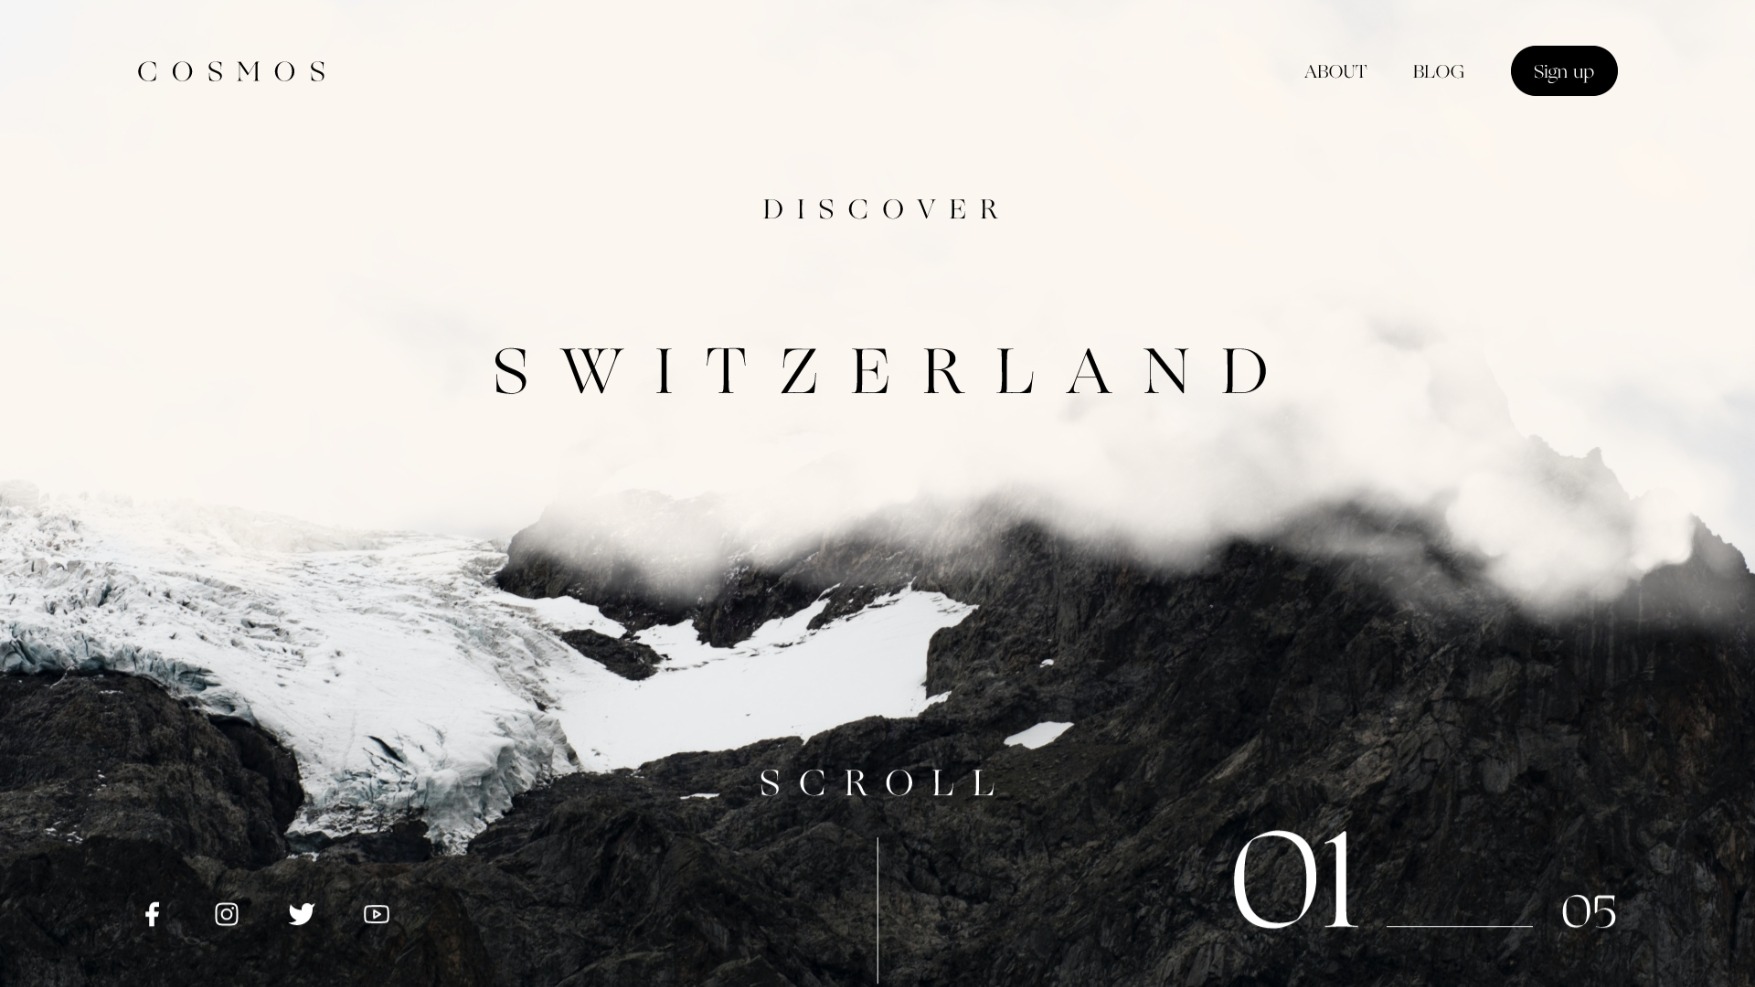 COSMOS
ABOUT
BLOG
Sign up
DISCOVER
SWITZERLAND
SCROLL
01
05